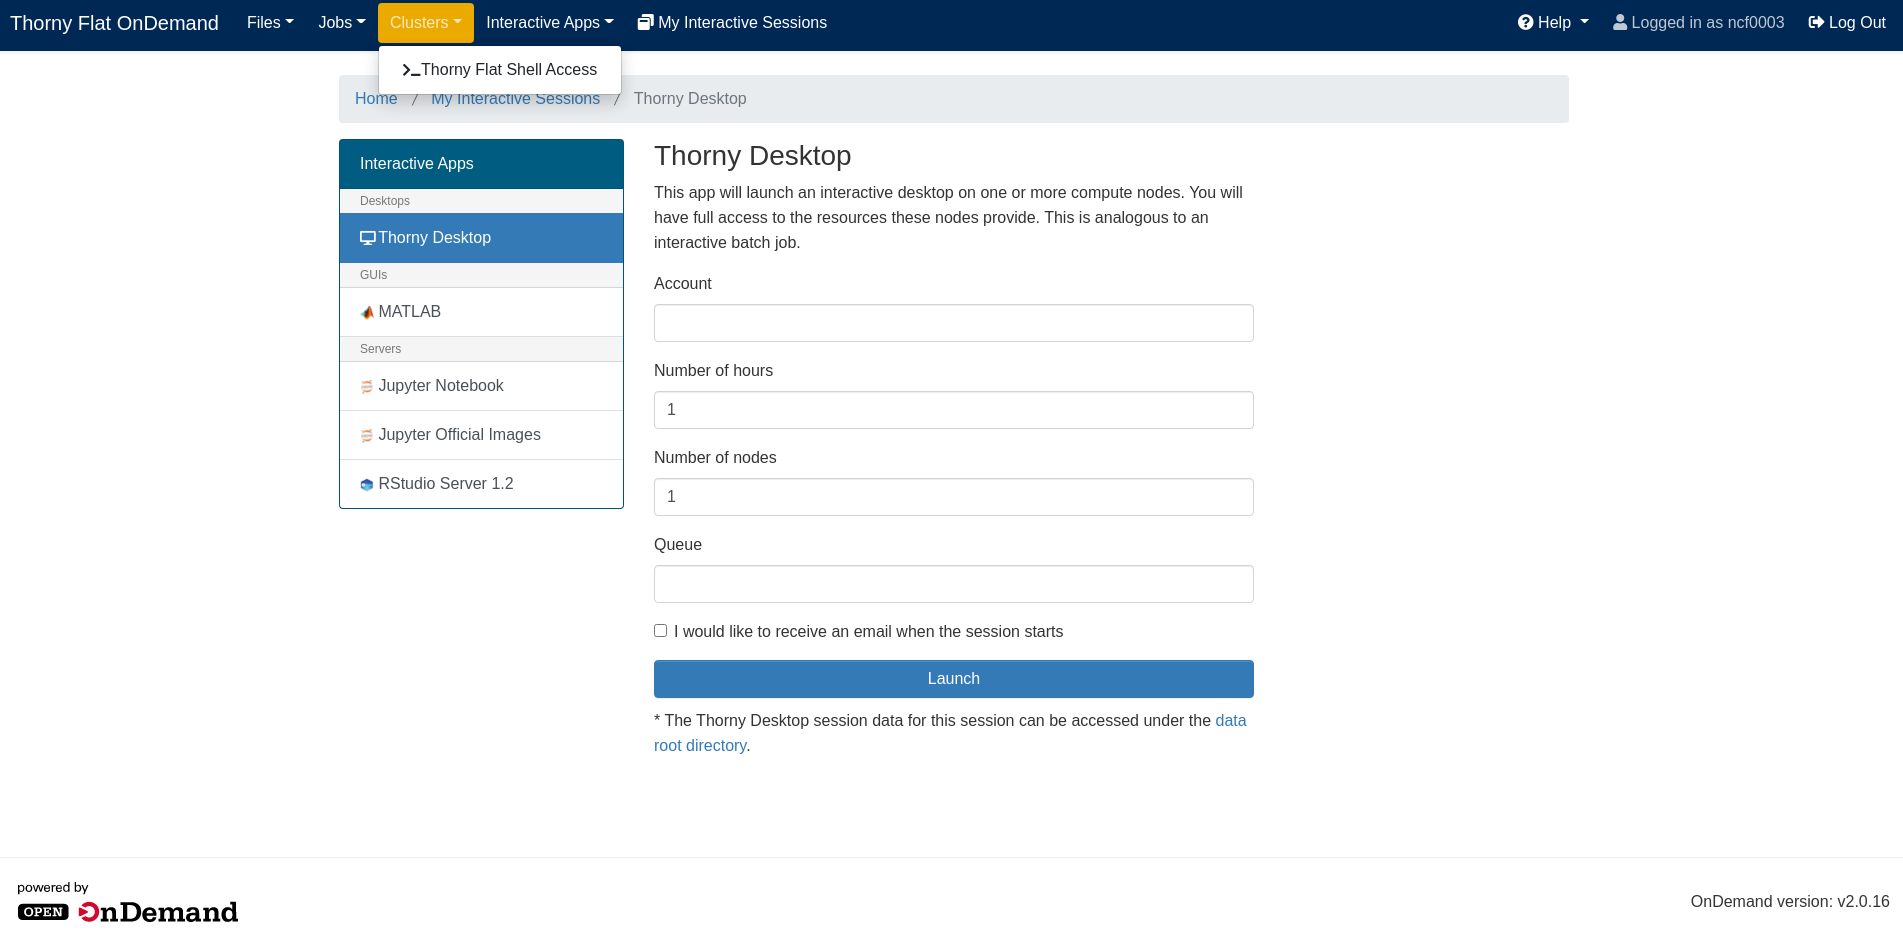 Thorny Flat OnDemand Files Jobs Clusters Interactive Apps My Interactive Sessions Help Logged in as ncf0003 Log Out
Thorny Flat Shell Access
Home / My Interactive Sessions / Thorny Desktop
Interactive Apps
Desktops
Thorny Desktop
GUIs
MATLAB
Servers
Jupyter Notebook
Jupyter Official Images
RStudio Server 1.2
Thorny Desktop
This app will launch an interactive desktop on one or more compute nodes. You will
have full access to the resources these nodes provide. This is analogous to an
interactive batch job.
Account
Number of hours
1
Number of nodes
1
Queue
I would like to receive an email when the session starts
Launch
* The Thorny Desktop session data for this session can be accessed under the data
root directory.
powered by
OPEN OnDemand
OnDemand version: v2.0.16